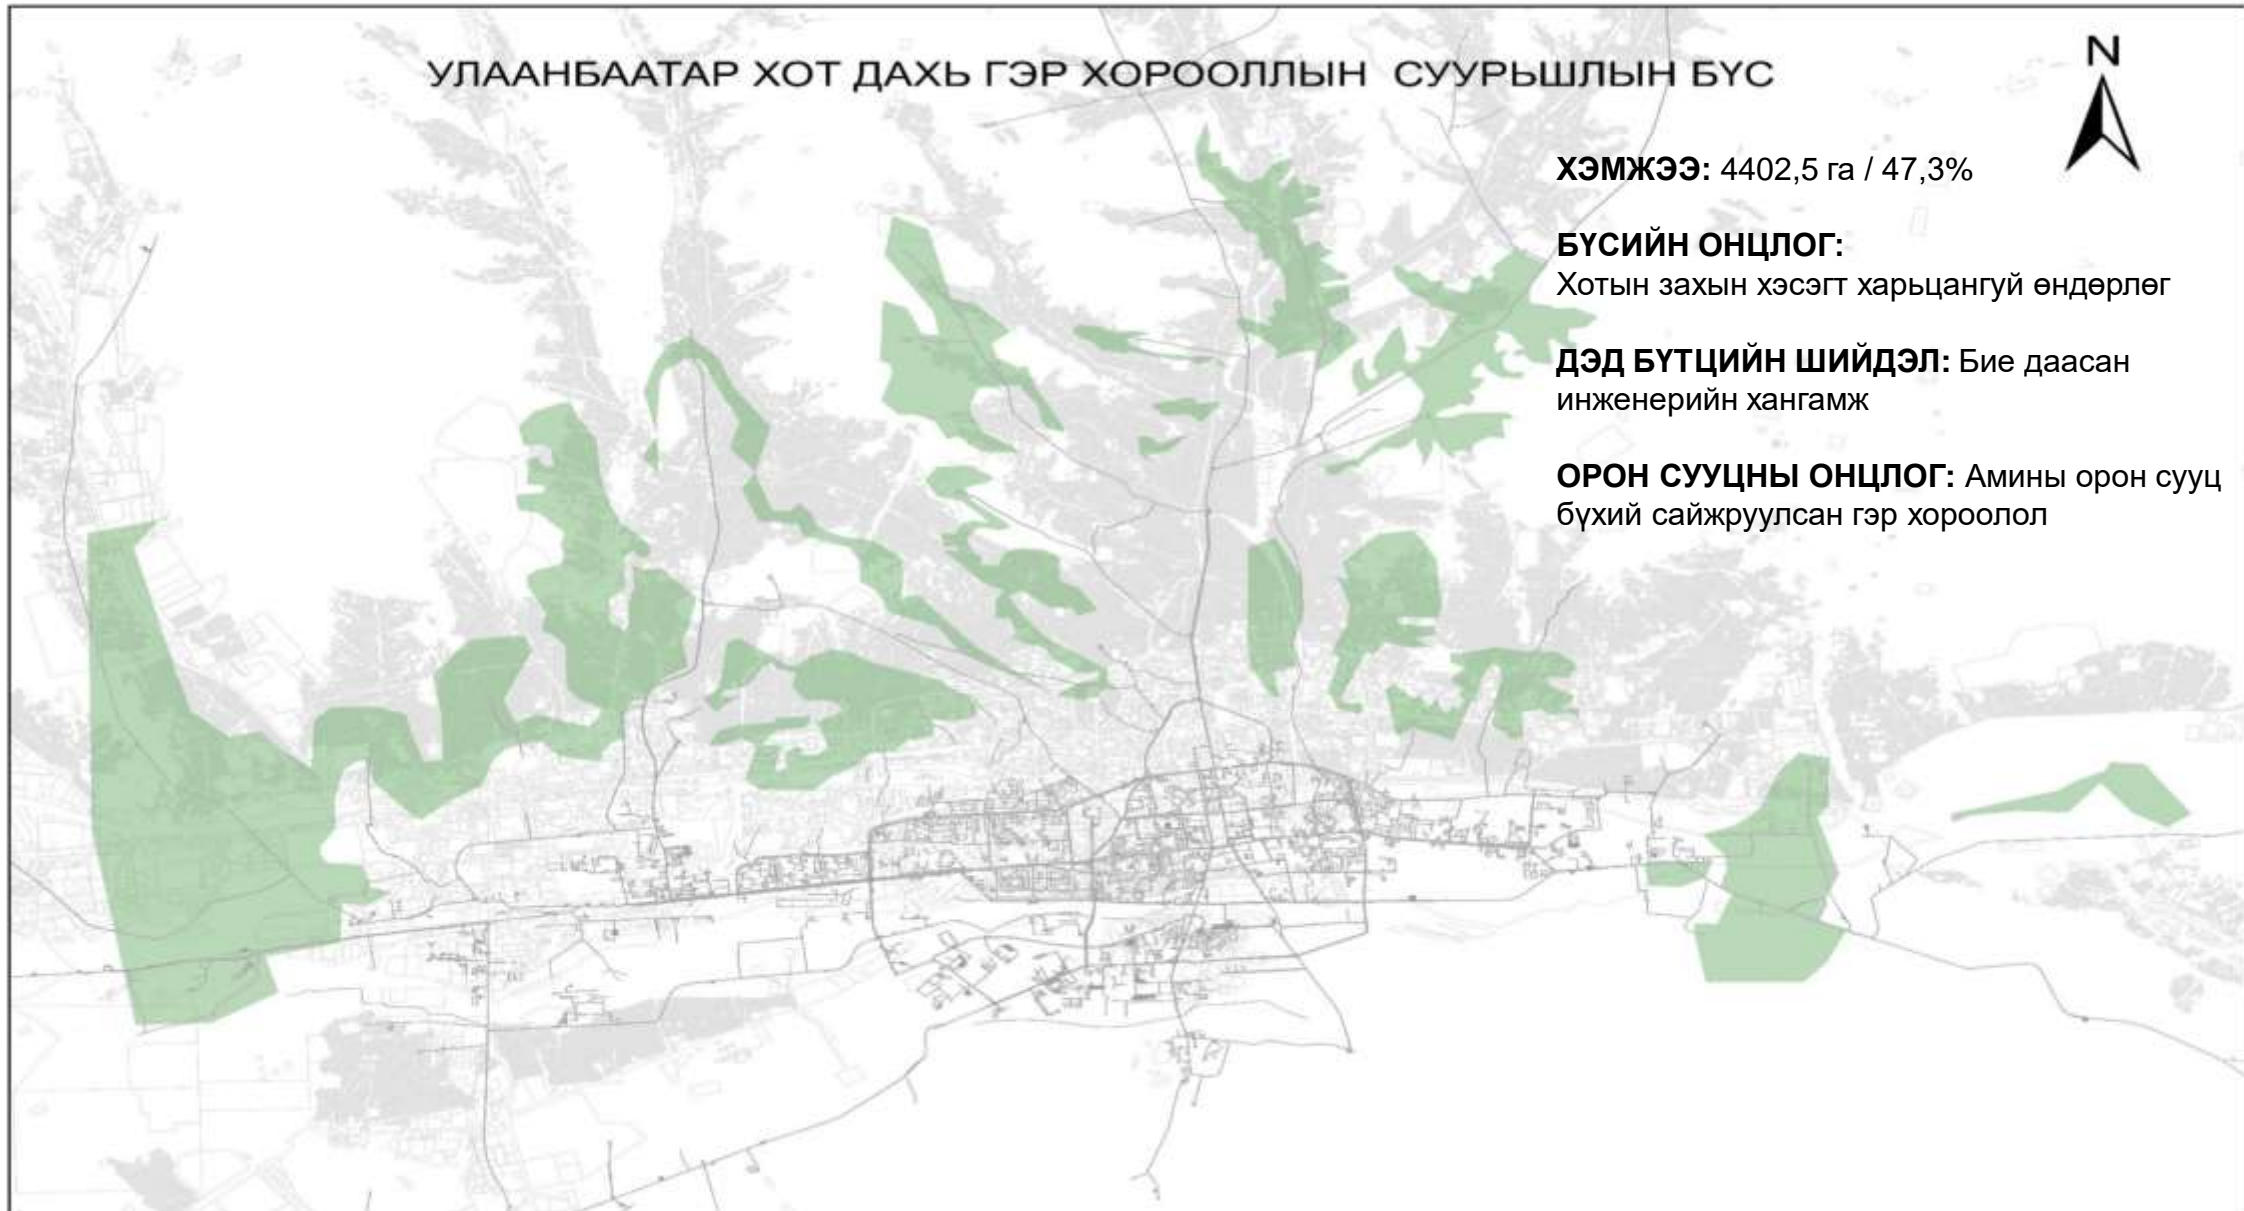 УЛААНБААТАР ХОТ ДАХЬ ГЭР ХОРООЛЛЫН СУУРЬШЛЫН БҮС
N
ХЭМЖЭЭ: 4402,5 га / 47,3%
БҮСИЙН ОНЦЛОГ:
Хотын захын хэсэгт харьцангуй өндөрлөг
ДЭД БҮТЦИЙН ШИЙДЭЛ: Бие даасан
инженерийн хангамж
ОРОН СУУЦНЫ ОНЦЛОГ: Амины орон сууц
бүхий сайжруулсан гэр хороолол